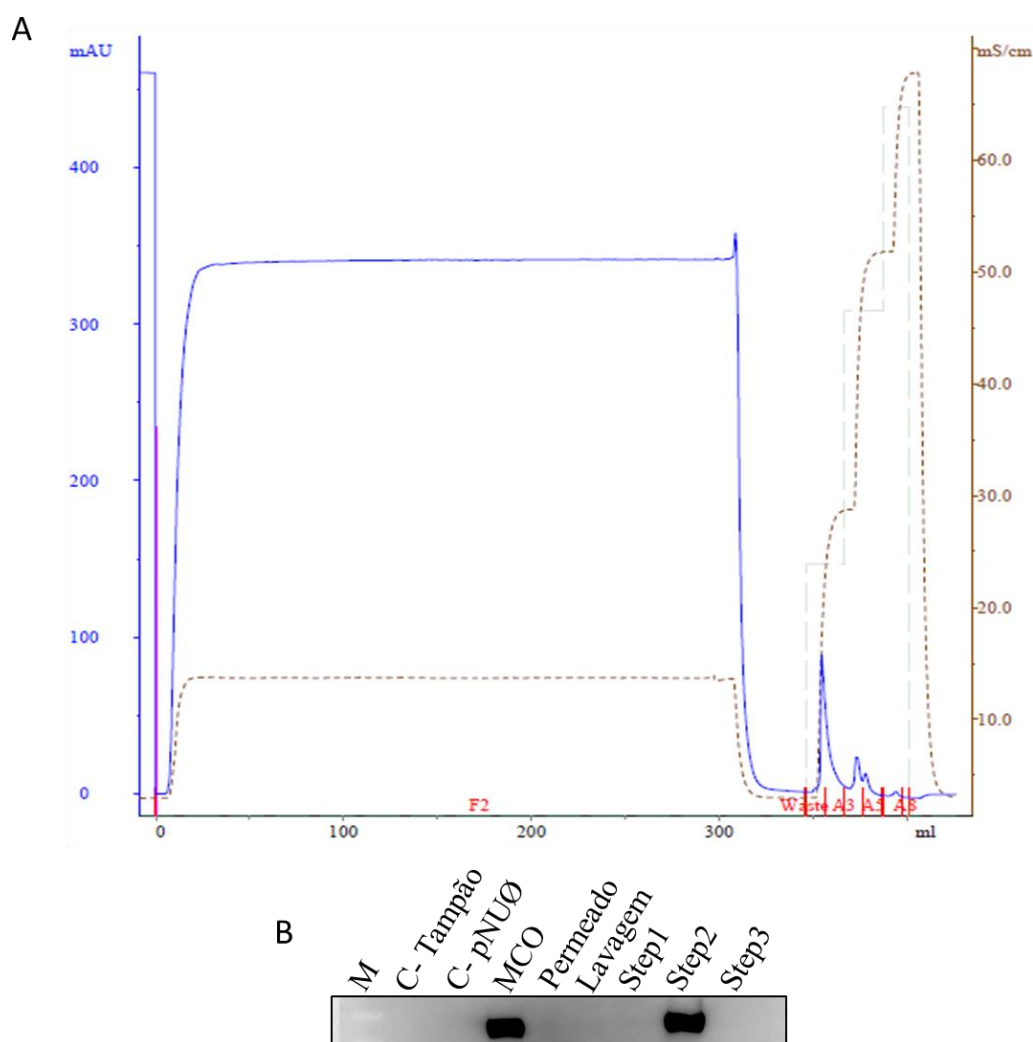 A
mAU
mS/cm
400
300
200
100
0
60.0
50.0
40.0
30.0
20.0
10.0
F2
Waste A3 A5 A8
0 100 200 300 ml
B
M
C- Tampão
C- pNUØ
MCO
Permeado
Lavagem
Step1
Step2
Step3